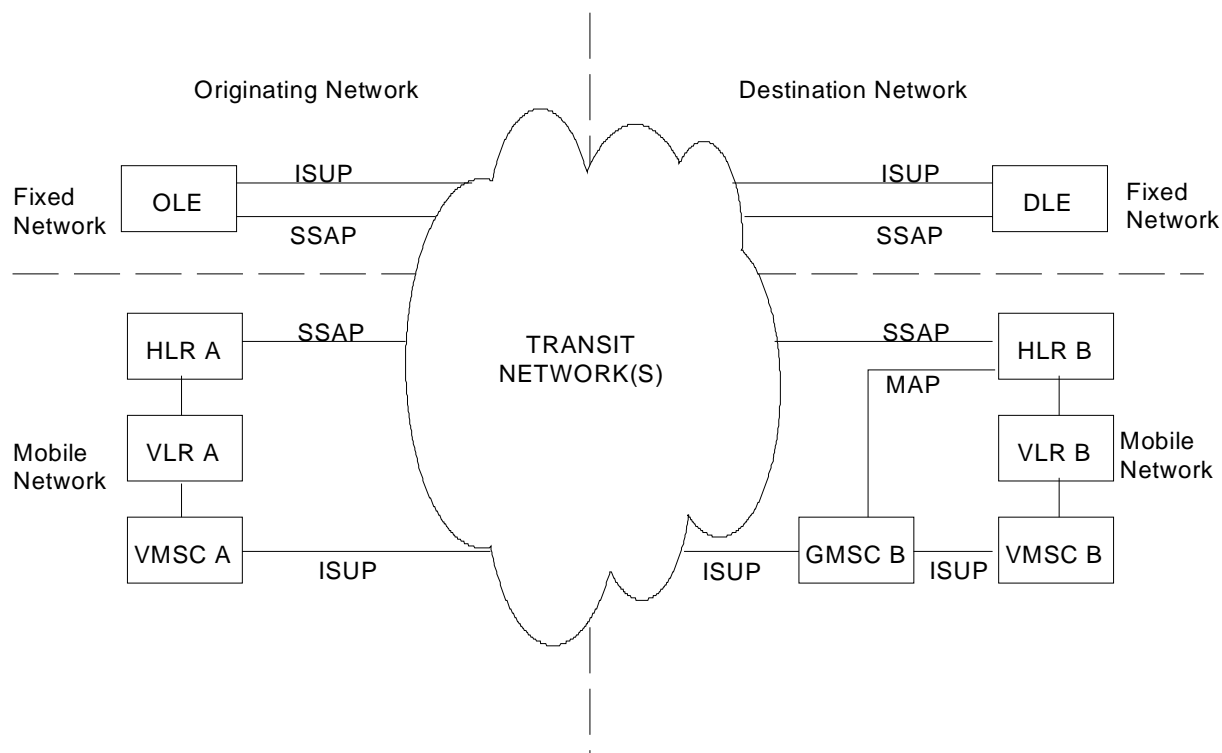 Originating Network
Destination Network
ISUP
ISUP
Fixed
Network
OLE
DLE
Fixed
Network
SSAP
SSAP
SSAP
SSAP
HLR A
TRANSIT
NETWORK(S)
HLR B
MAP
Mobile
Network
VLR A
VLR B
Mobile
Network
VMSC A
ISUP
ISUP
GMSC B
ISUP
VMSC B